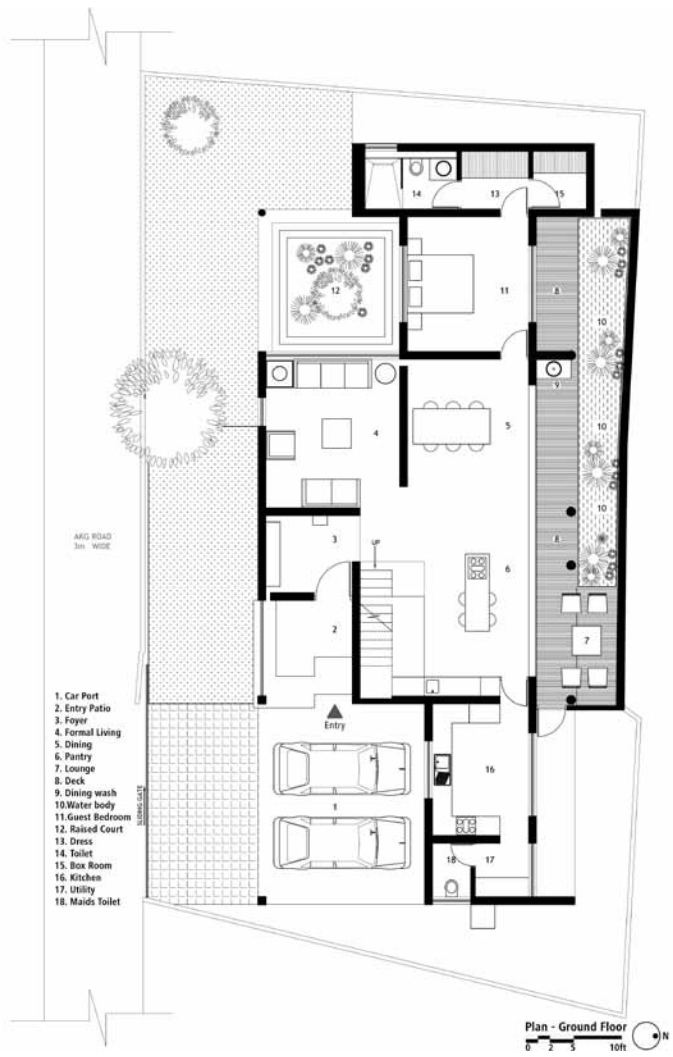 14
13
15
12
11
8
10
9
4
5
10
AKG ROAD
3m WIDE
3
UP
8
10
6
2
7
Entry
1. Car Port
2. Entry Patio
3. Foyer
4. Formal Living
5. Dining
6. Pantry
7. Lounge
8. Deck
9. Dining wash
10.Water body
11.Guest Bedroom
12. Raised Court
13. Dress
14. Toilet
15. Box Room
16. Kitchen
17. Utility
18. Maids Toilet
SLIDING GATE
16
1
18
17
Plan - Ground Floor
0 2 5 10ft
N